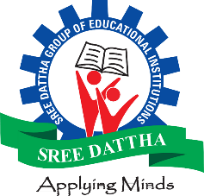 SREE DATTHA GROUP OF EDUCATIONAL INSTITUTIONS
SREE DATTHA
Applying Minds